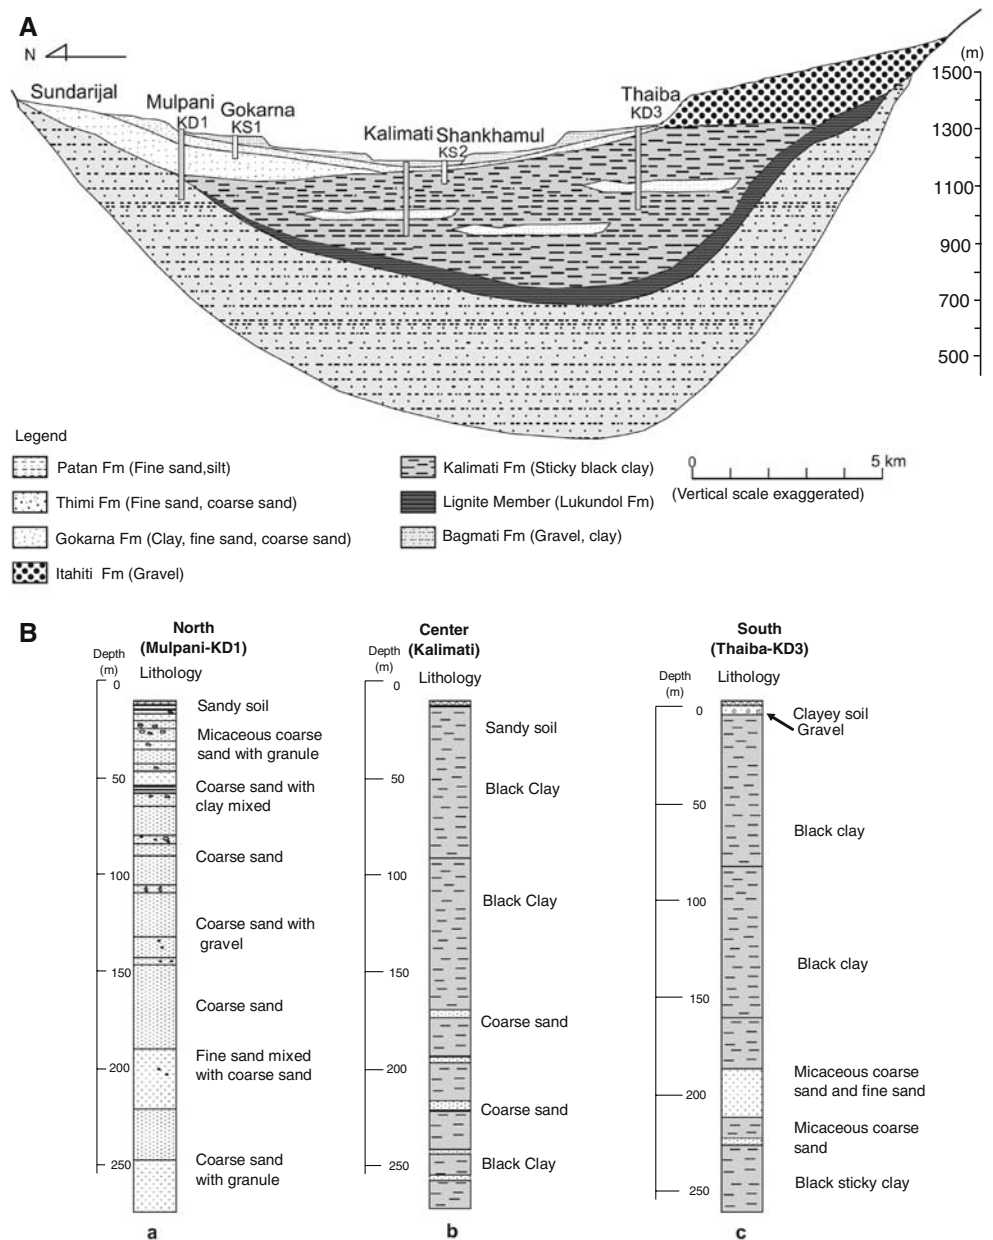 A
N
Sundarijal
Mulpani
KD1
Gokarna
KS1
Kalimati
Shankhamul
KS2
Thaiba
KD3
(m)
1500
1300
1100
900
700
500
Legend
Patan Fm (Fine sand,silt)
Thimi Fm (Fine sand, coarse sand)
Gokarna Fm (Clay, fine sand, coarse sand)
Itahiti Fm (Gravel)
Kalimati Fm (Sticky black clay)
Lignite Member (Lukundol Fm)
Bagmati Fm (Gravel, clay)
0 5 km
(Vertical scale exaggerated)
B
North
(Mulpani-KD1)
Depth
(m)
Lithology
0
50
100
150
200
250
Sandy soil
Micaceous coarse
sand with granule
Coarse sand with
clay mixed
Coarse sand
Coarse sand with
gravel
Coarse sand
Fine sand mixed
with coarse sand
Coarse sand
with granule
a
Center
(Kalimati)
Depth
(m)
Lithology
0
50
100
150
200
250
Sandy soil
Black Clay
Black Clay
Coarse sand
Coarse sand
Black Clay
b
South
(Thaiba-KD3)
Depth
(m)
Lithology
0
50
100
150
200
250
Clayey soil
Gravel
Black clay
Black clay
Micaceous coarse
sand and fine sand
Micaceous coarse
sand
Black sticky clay
c